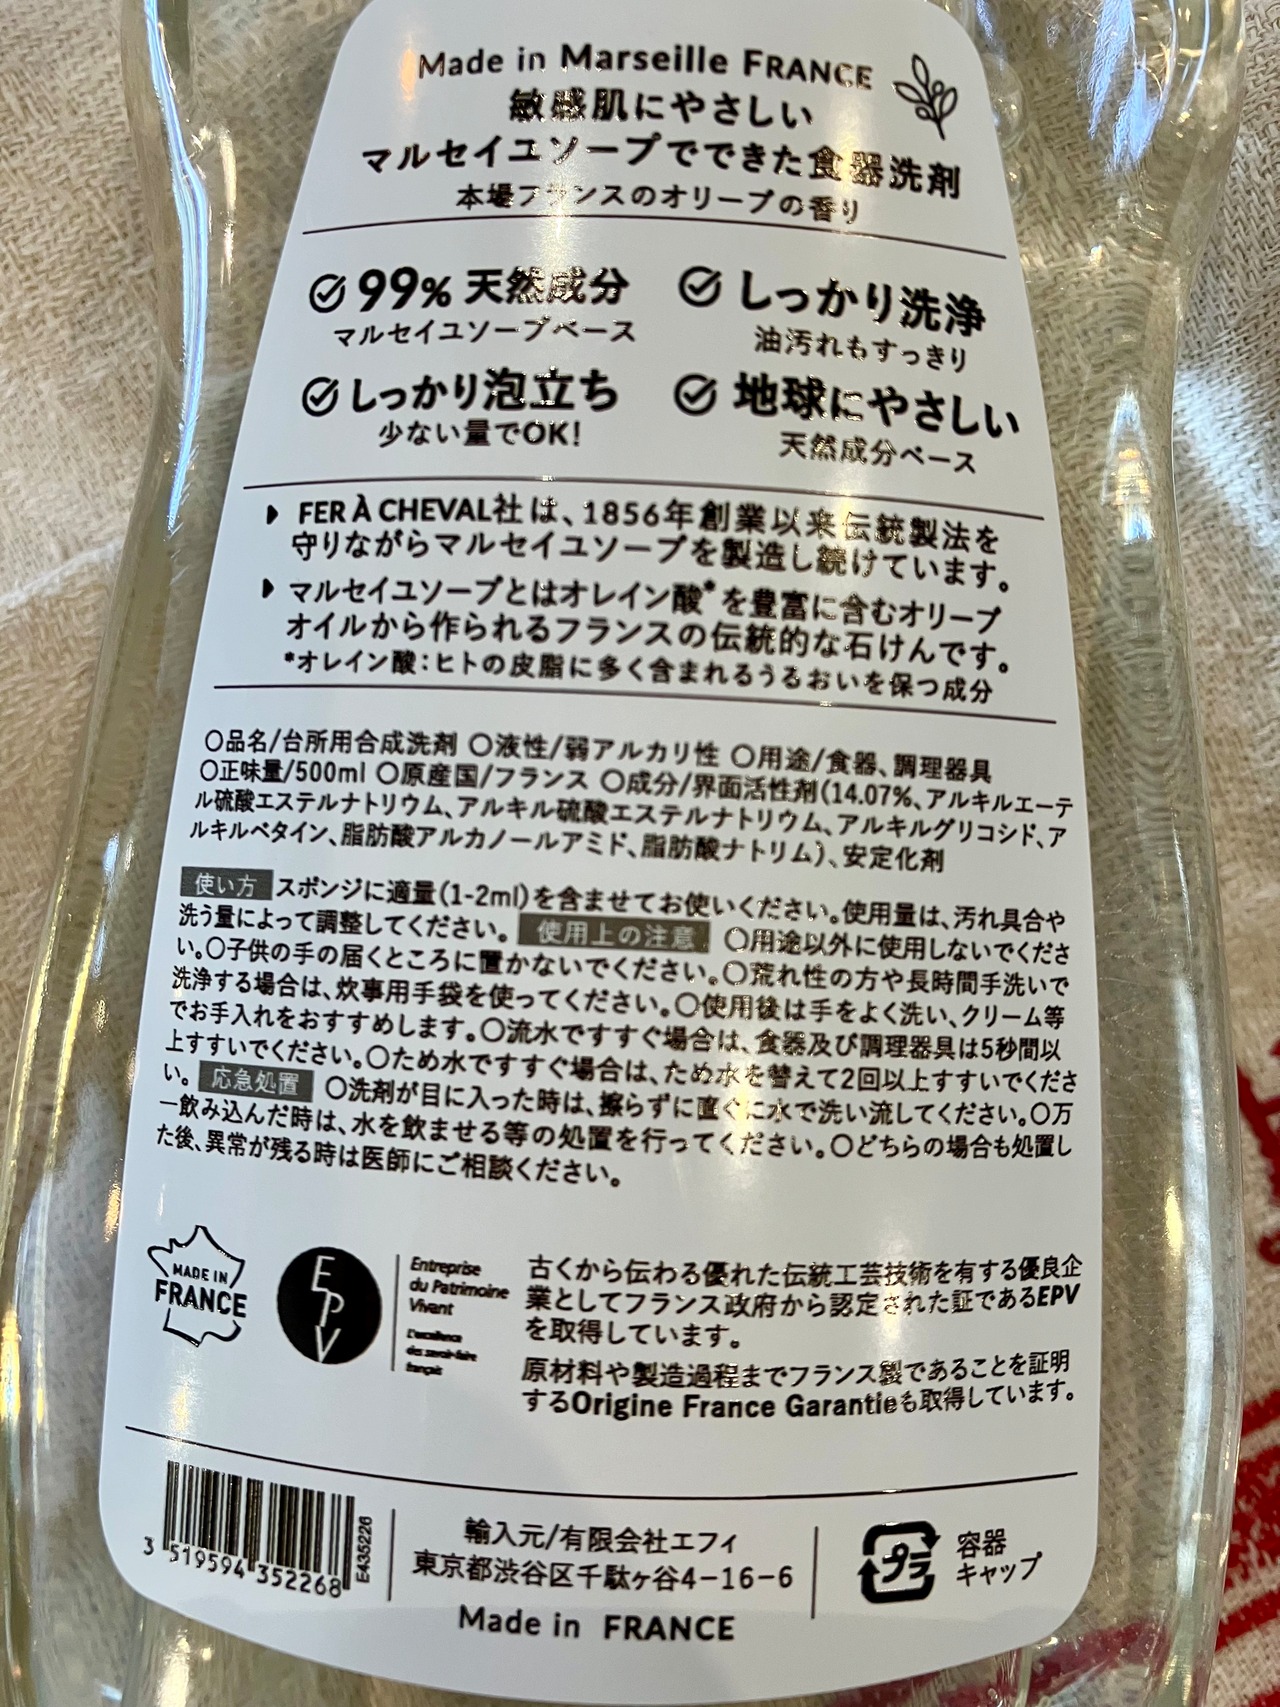 Made in Marseille FRANCE
敏感肌にやさしい
マルセイユソープでできた食器洗剤
本場フランスのオリーブの香り
99% 天然成分
マルセイユソープベース
しっかり洗浄
油汚れもすっきり
しっかり泡立ち
少ない量でOK!
地球にやさしい
天然成分ベース
FER À CHEVAL社は、1856年創業以来伝統製法を
守りながらマルセイユソープを製造し続けています。
マルセイユソープとはオレイン酸*を豊富に含むオリーブ
オイルから作られるフランスの伝統的な石けんです。
*オレイン酸:ヒトの皮脂に多く含まれるうるおいを保つ成分
〇品名/台所用合成洗剤 〇液性/弱アルカリ性 〇用途/食器、調理器具
〇正味量/500ml 〇原産国/フランス 〇成分/界面活性剤(14.07%、アルキルエーテ
ル硫酸エステルナトリウム、アルキル硫酸エステルナトリウム、アルキルグリコシド、ア
ルキルベタイン、脂肪酸アルカノールアミド、脂肪酸ナトリム)、安定化剤
使い方 スポンジに適量(1-2ml)を含ませてお使いください。使用量は、汚れ具合や
洗う量によって調整してください。 使用上の注意 〇用途以外に使用しないでくださ
い。〇子供の手の届くところに置かないでください。〇荒れ性の方や長時間手洗いで
洗浄する場合は、炊事用手袋を使ってください。〇使用後は手をよく洗い、クリーム等
でお手入れをおすすめします。〇流水ですすぐ場合は、食器及び調理器具は5秒間以
上すすいでください。〇ため水ですすぐ場合は、ため水を替えて2回以上すすいでくださ
い。 応急処置 〇洗剤が目に入った時は、擦らずに直ぐに水で洗い流してください。〇万
一飲み込んだ時は、水を飲ませる等の処置を行ってください。〇どちらの場合も処置し
た後、異常が残る時は医師にご相談ください。
MADE IN
FRANCE
EPV
Entreprise
du Patrimoine
Vivant
L'excellence
des savoir-faire
français
古くから伝わる優れた伝統工芸技術を有する優良企
業としてフランス政府から認定された証であるEPV
を取得しています。
原材料や製造過程までフランス製であることを証明
するOrigine France Garantieも取得しています。
3 519594 352268
E435226
輸入元/有限会社エフィ
東京都渋谷区千駄ヶ谷4-16-6
Made in FRANCE
プラ
容器
キャップ